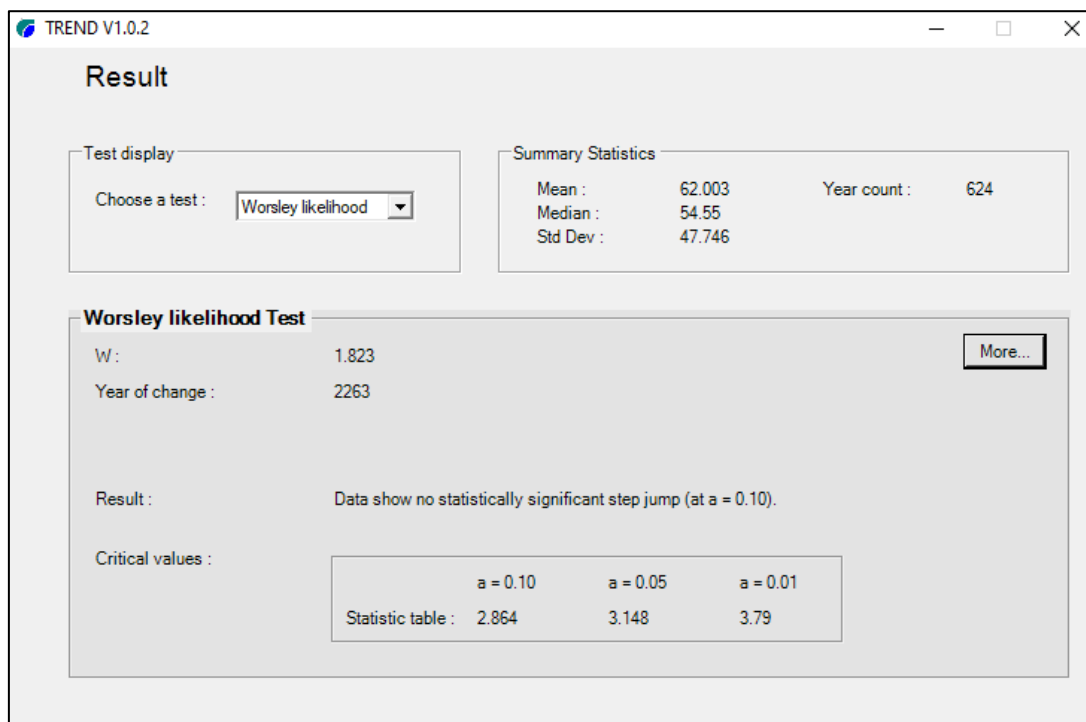 TREND V1.0.2
Result
Test display
Choose a test :
Worsley likelihood
Summary Statistics
Mean : 62.003 Year count : 624
Median : 54.55
Std Dev : 47.746
Worsley likelihood Test
W : 1.823
More...
Year of change : 2263
Result : Data show no statistically significant step jump (at a = 0.10).
Critical values :
a = 0.10 a = 0.05 a = 0.01
Statistic table : 2.864 3.148 3.79